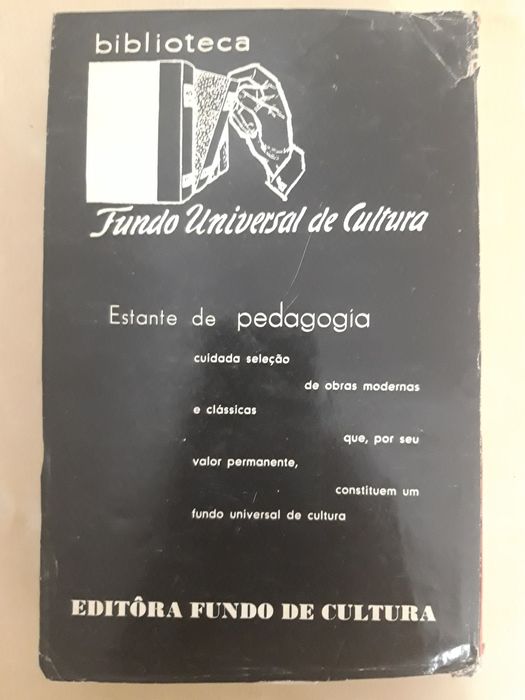 biblioteca
Fundo Universal de Cultura
Estante de pedagogia
cuidada seleção
de obras modernas
e clássicas
que, por seu
valor permanente,
constituem um
fundo universal de cultura
EDITÔRA FUNDO DE CULTURA